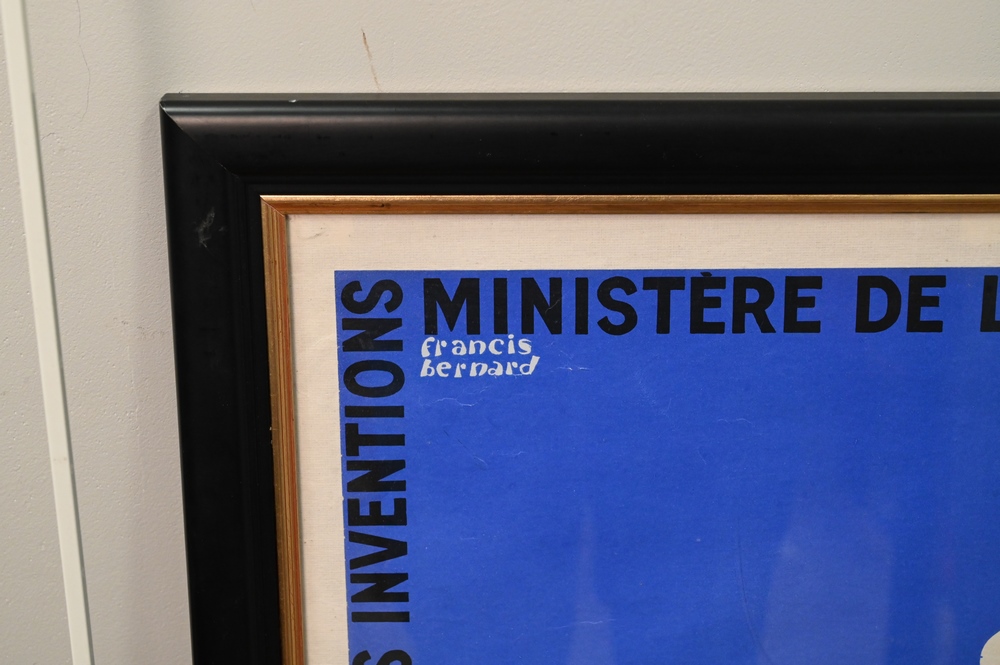 MINISTÈRE DE L
francis
bernard
S INVENTIONS